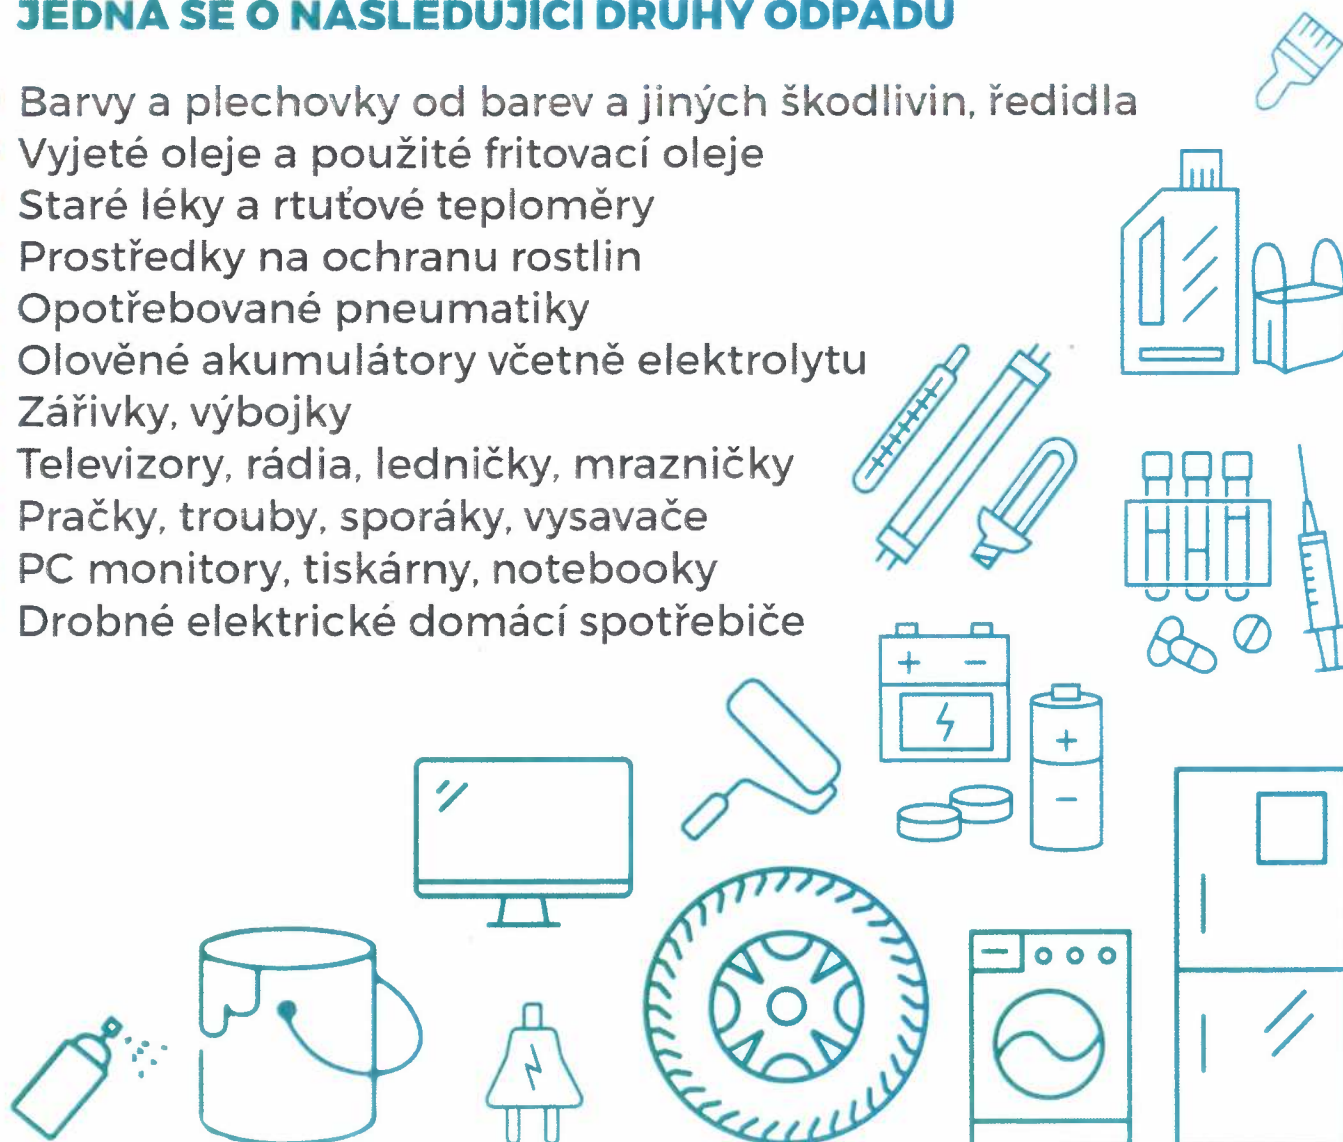 JEDNÁ SE O NÁSLEDUJÍCÍ DRUHY ODPADU
Barvy a plechovky od barev a jiných škodlivin, ředidla
Vyjeté oleje a použité fritovací oleje
Staré léky a rtuťové teploměry
Prostředky na ochranu rostlin
Opotřebované pneumatiky
Olověné akumulátory včetně elektrolytu
Zářivky, výbojky
Televizory, rádia, ledničky, mrazničky
Pračky, trouby, sporáky, vysavače
PC monitory, tiskárny, notebooky
Drobné elektrické domácí spotřebiče